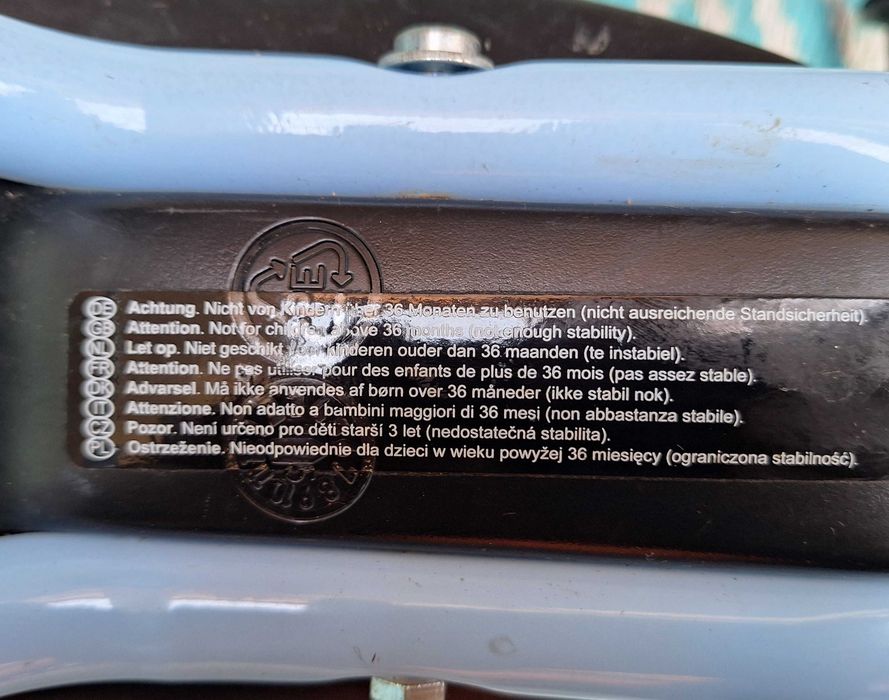 DE Achtung. Nicht von Kindern über 36 Monaten zu benutzen (nicht ausreichende Standsicherheit).
GB Attention. Not for children above 36 months (not enough stability).
NL Let op. Niet geschikt voor kinderen ouder dan 36 maanden (te instabiel).
FR Attention. Ne pas utiliser pour des enfants de plus de 36 mois (pas assez stable).
DK Advarsel. Må ikke anvendes af børn over 36 måneder (ikke stabil nok).
IT Attenzione. Non adatto a bambini maggiori di 36 mesi (non abbastanza stabile).
CZ Pozor. Není určeno pro děti starší 3 let (nedostatečná stabilita).
PL Ostrzeżenie. Nieodpowiednie dla dzieci w wieku powyżej 36 miesięcy (ograniczona stabilność).